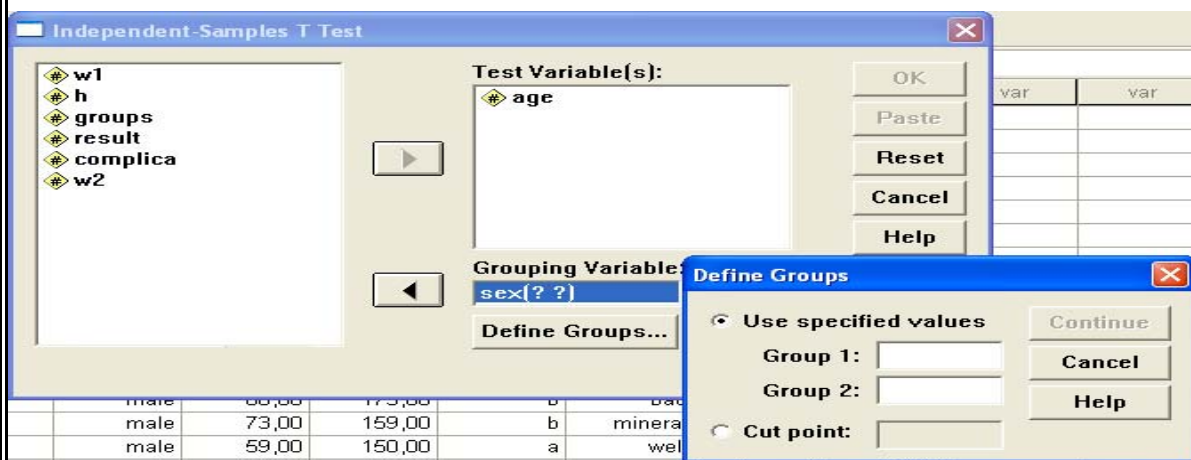 Independent-Samples T Test
w1
h
groups
result
complica
w2
Test Variable(s):
age
Grouping Variable:
sex(? ?)
Define Groups...
OK
Paste
Reset
Cancel
Help
var var
Define Groups
Use specified values
Group 1:
Group 2:
Cut point:
Continue
Cancel
Help
male 175,00 b
male 73,00 159,00 b minera
male 59,00 150,00 a wel